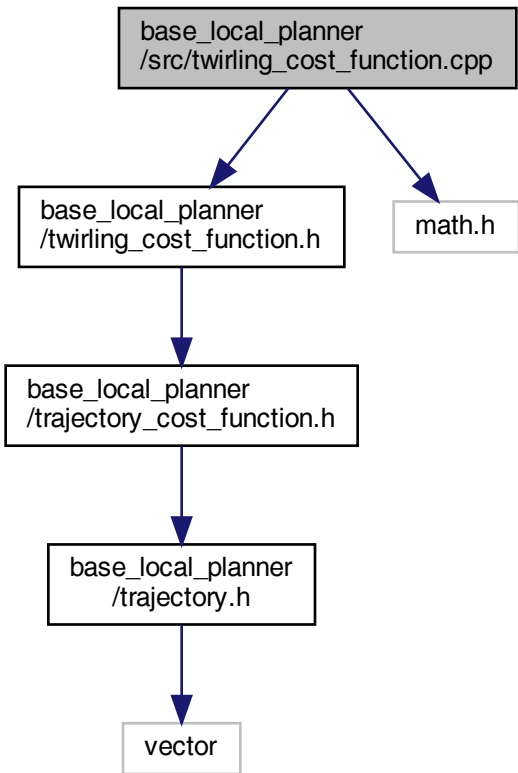 base_local_planner
/src/twirling_cost_function.cpp
base_local_planner
/twirling_cost_function.h
math.h
base_local_planner
/trajectory_cost_function.h
base_local_planner
/trajectory.h
vector